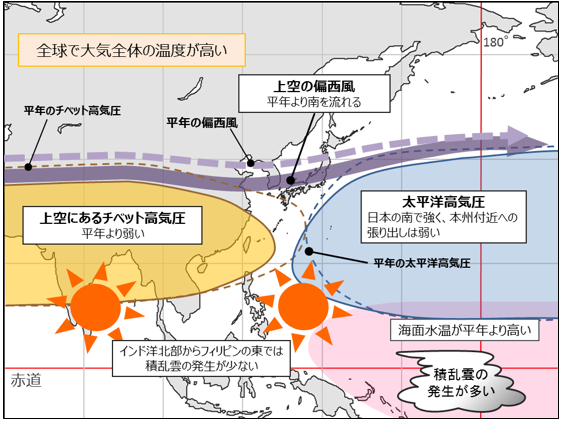 全球で大気全体の温度が高い
180°
上空の偏西風
平年より南を流れる
平年のチベット高気圧
平年の偏西風
上空にあるチベット高気圧
平年より弱い
太平洋高気圧
日本の南で強く、本州付近への
張り出しは弱い
平年の太平洋高気圧
海面水温が平年より高い
インド洋北部からフィリピンの東では
積乱雲の発生が少ない
赤道
積乱雲の
発生が多い